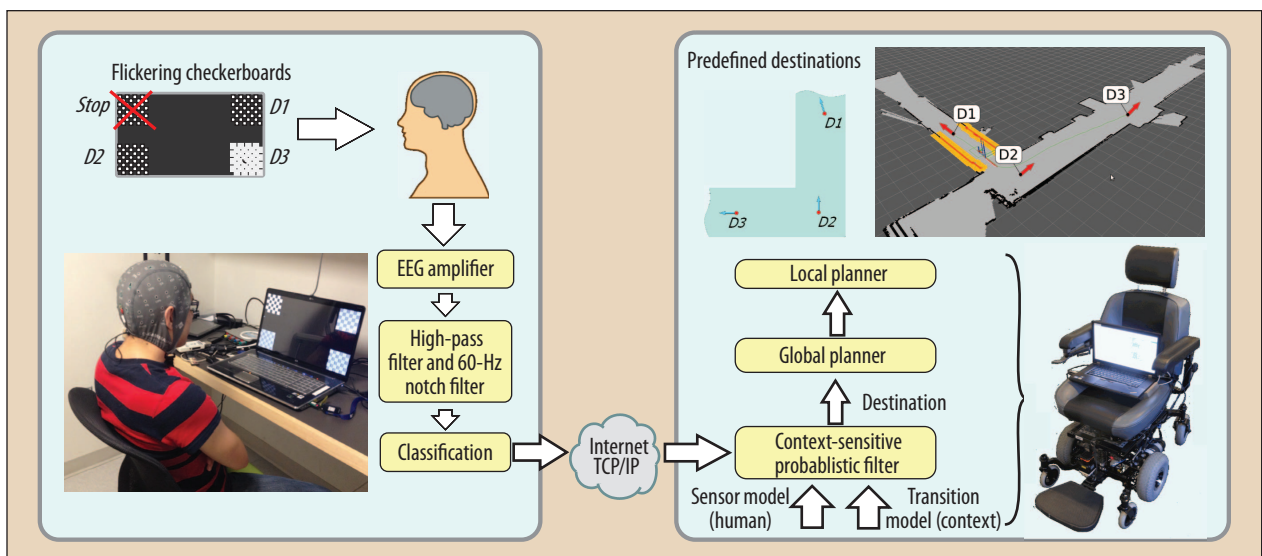 Flickering checkerboards
Stop
D1
D2
D3
EEG amplifier
High-pass
filter and 60-Hz
notch filter
Classification
Internet
TCP/IP
Predefined destinations
D1
D3
D2
D1
D2
D3
Local planner
Global planner
Destination
Context-sensitive
probablistic filter
Sensor model
(human)
Transition
model (context)